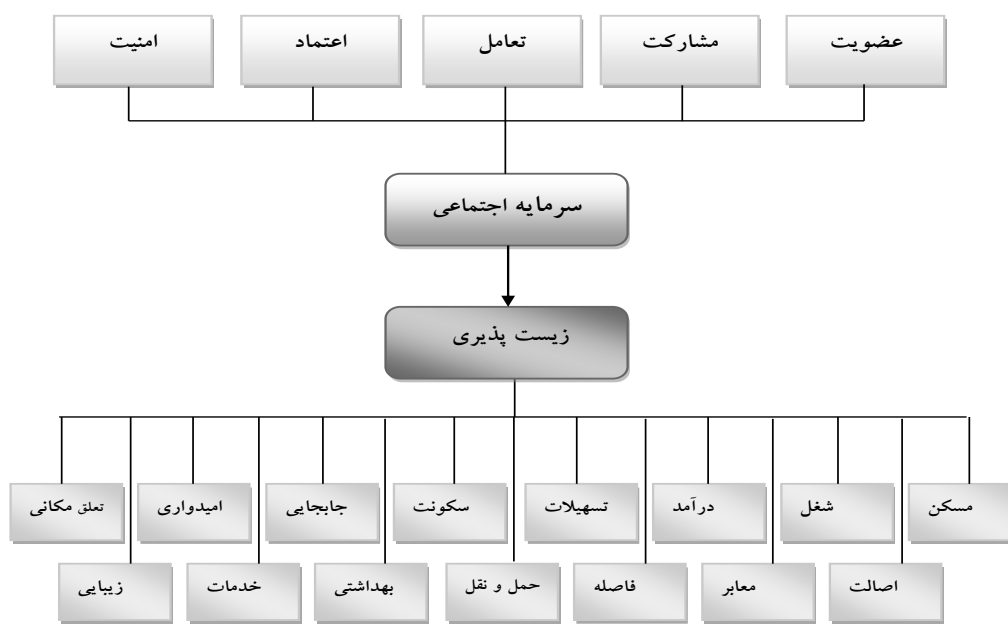 عضویت
مشارکت
تعامل
اعتماد
امنیت
سرمایه اجتماعی
زیست پذیری
مسکن
شغل
درآمد
تسهیلات
سکونت
جابجایی
امیدواری
تعلق مکانی
اصالت
معابر
فاصله
حمل و نقل
بهداشتی
خدمات
زیبایی